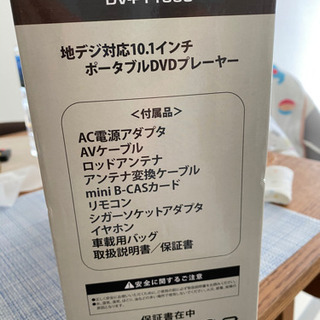 地デジ対応10.1インチ
ポータブルDVDプレーヤー
＜付属品＞
AC電源アダプタ
AVケーブル
ロッドアンテナ
アンテナ変換ケーブル
mini B-CASカード
リモコン
シガーソケットアダプタ
イヤホン
車載用バッグ
取扱説明書／保証書
安全に関するご注意
保証書在中